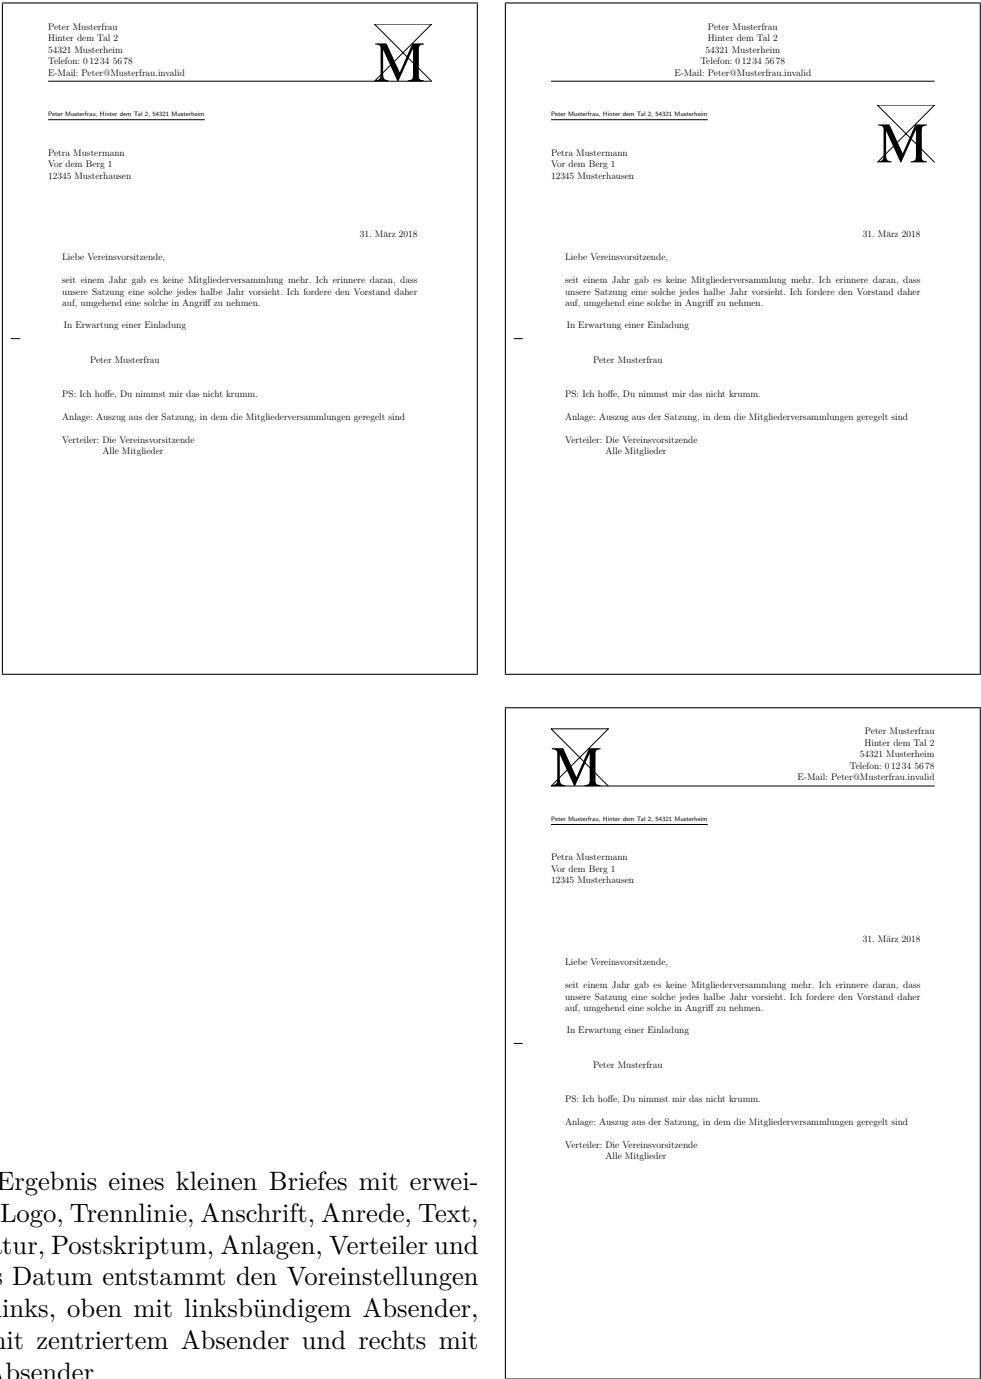 Peter Musterfrau
Hinter dem Tal 2
54321 Musterheim
Telefon: 0 12 34 56 78
E-Mail: Peter@Musterfrau.invalid
M
Peter Musterfrau, Hinter dem Tal 2, 54321 Musterheim
Petra Mustermann
Vor dem Berg 1
12345 Musterhausen
31. März 2018
Liebe Vereinsvorsitzende,
seit einem Jahr gab es keine Mitgliederversammlung mehr. Ich erinnere daran, dass
unsere Satzung eine solche jedes halbe Jahr vorsieht. Ich fordere den Vorstand daher
auf, umgehend eine solche in Angriff zu nehmen.
In Erwartung einer Einladung
Peter Musterfrau
PS: Ich hoffe, Du nimmst mir das nicht krumm.
Anlage: Auszug aus der Satzung, in dem die Mitgliederversammlungen geregelt sind
Verteiler: Die Vereinsvorsitzende
Alle Mitglieder
Peter Musterfrau
Hinter dem Tal 2
54321 Musterheim
Telefon: 0 12 34 56 78
E-Mail: Peter@Musterfrau.invalid
Peter Musterfrau, Hinter dem Tal 2, 54321 Musterheim
M
Petra Mustermann
Vor dem Berg 1
12345 Musterhausen
31. März 2018
Liebe Vereinsvorsitzende,
seit einem Jahr gab es keine Mitgliederversammlung mehr. Ich erinnere daran, dass
unsere Satzung eine solche jedes halbe Jahr vorsieht. Ich fordere den Vorstand daher
auf, umgehend eine solche in Angriff zu nehmen.
In Erwartung einer Einladung
Peter Musterfrau
PS: Ich hoffe, Du nimmst mir das nicht krumm.
Anlage: Auszug aus der Satzung, in dem die Mitgliederversammlungen geregelt sind
Verteiler: Die Vereinsvorsitzende
Alle Mitglieder
M
Peter Musterfrau
Hinter dem Tal 2
54321 Musterheim
Telefon: 0 12 34 56 78
E-Mail: Peter@Musterfrau.invalid
Peter Musterfrau, Hinter dem Tal 2, 54321 Musterheim
Petra Mustermann
Vor dem Berg 1
12345 Musterhausen
31. März 2018
Liebe Vereinsvorsitzende,
seit einem Jahr gab es keine Mitgliederversammlung mehr. Ich erinnere daran, dass
unsere Satzung eine solche jedes halbe Jahr vorsieht. Ich fordere den Vorstand daher
auf, umgehend eine solche in Angriff zu nehmen.
In Erwartung einer Einladung
Peter Musterfrau
PS: Ich hoffe, Du nimmst mir das nicht krumm.
Anlage: Auszug aus der Satzung, in dem die Mitgliederversammlungen geregelt sind
Verteiler: Die Vereinsvorsitzende
Alle Mitglieder
Ergebnis eines kleinen Briefes mit erwei-
Logo, Trennlinie, Anschrift, Anrede, Text,
tur, Postskriptum, Anlagen, Verteiler und
s Datum entstammt den Voreinstellungen
links, oben mit linksbündigem Absender,
mit zentriertem Absender und rechts mit
Absender